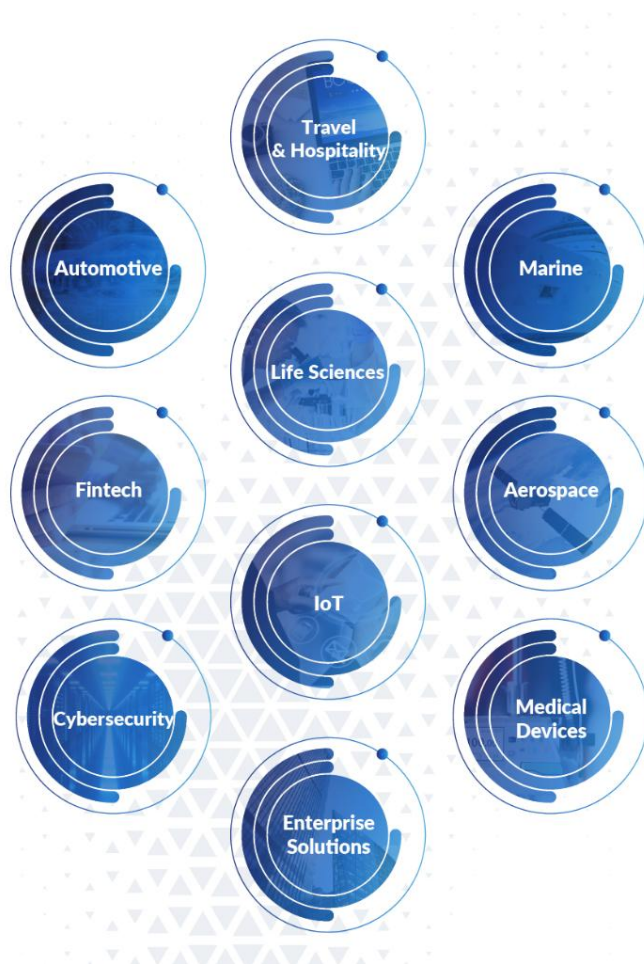 Travel
& Hospitality
Automotive
Marine
Life Sciences
Fintech
Aerospace
IoT
Cybersecurity
Medical
Devices
Enterprise
Solutions